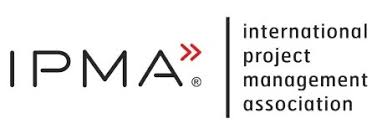 IPMA®
international
project
management
association